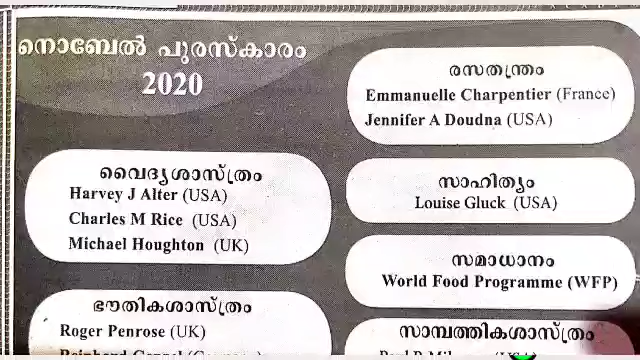 നൊബേൽ പുരസ്കാരം
2020
വൈദ്യശാസ്ത്രം
Harvey J Alter (USA)
Charles M Rice (USA)
Michael Houghton (UK)
ഭൗതികശാസ്ത്രം
Roger Penrose (UK)
രസതന്ത്രം
Emmanuelle Charpentier (France)
Jennifer A Doudna (USA)
സാഹിത്യം
Louise Gluck (USA)
സമാധാനം
World Food Programme (WFP)
സാമ്പത്തികശാസ്ത്രം